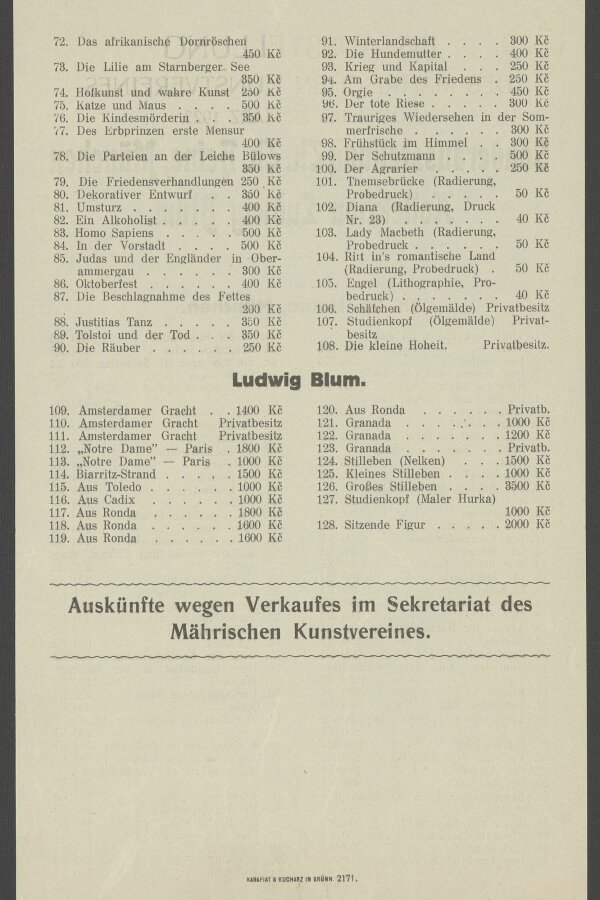 72. Das afrikanische Dornröschen
450 Kč
73. Die Lilie am Starnberger See
350 Kč
74. Hofkunst und wahre Kunst 250 Kč
75. Katze und Maus . . . . 500 Kč
76. Die Kindesmörderin . . . 350 Kč
77. Des Erbprinzen erste Mensur
400 Kč
78. Die Parteien an der Leiche Bülows
350 Kč
79. Die Friedensverhandlungen 250 Kč
80. Dekorativer Entwurf . . 350 Kč
81. Umsturz . . . . . . . 400 Kč
82. Ein Alkoholist . . . . . 400 Kč
83. Homo Sapiens . . . . . 500 Kč
84. In der Vorstadt . . . . 500 Kč
85. Judas und der Engländer in Ober-
ammergau . . . . . . 300 Kč
86. Oktoberfest . . . . . . 400 Kč
87. Die Beschlagnahme des Fettes
200 Kč
88. Justitias Tanz . . . . . 350 Kč
89. Tolstoi und der Tod . . . 350 Kč
90. Die Räuber . . . . . . 250 Kč
91. Winterlandschaft . . . . 300 Kč
92. Die Hundemutter . . . . 400 Kč
93. Krieg und Kapital . . . 250 Kč
94. Am Grabe des Friedens . 250 Kč
95. Orgie . . . . . . . . 450 Kč
96. Der tote Riese . . . . . 300 Kč
97. Trauriges Wiedersehen in der Som-
merfrische . . . . . . 300 Kč
98. Frühstück im Himmel . . 300 Kč
99. Der Schutzmann . . . . 500 Kč
100. Der Agrarier . . . . . 250 Kč
101. Themsebrücke (Radierung,
Probedruck) . . . . . 50 Kč
102. Diana (Radierung, Druck
Nr. 23) . . . . . . 40 Kč
103. Lady Macbeth (Radierung,
Probedruck . . . . . 50 Kč
104. Ritt in's romantische Land
(Radierung, Probedruck) . 50 Kč
105. Engel (Lithographie, Pro-
bedruck) . . . . . . 40 Kč
106. Schäfchen (Ölgemälde) Privatbesitz
107. Studienkopf (Ölgemälde) Privat-
besitz
108. Die kleine Hoheit. Privatbesitz.
Ludwig Blum.
109. Amsterdamer Gracht . . 1400 Kč
110. Amsterdamer Gracht Privatbesitz
111. Amsterdamer Gracht Privatbesitz
112. „Notre Dame" — Paris . 1800 Kč
113. „Notre Dame" — Paris . 1000 Kč
114. Biarritz-Strand . . . . . 1500 Kč
115. Aus Toledo . . . . . . 1000 Kč
116. Aus Cadix . . . . . . 1000 Kč
117. Aus Ronda . . . . . . 1800 Kč
118. Aus Ronda . . . . . . 1600 Kč
119. Aus Ronda . . . . . . 1600 Kč
120. Aus Ronda . . . . . . Privatb.
121. Granada . . . . . . . 1000 Kč
122. Granada . . . . . . . 1200 Kč
123. Granada . . . . . . . Privatb.
124. Stilleben (Nelken) . . . 1500 Kč
125. Kleines Stilleben . . . . 1000 Kč
126. Großes Stilleben . . . . 3500 Kč
127. Studienkopf (Maler Hurka)
1000 Kč
128. Sitzende Figur . . . . . 2000 Kč
Auskünfte wegen Verkaufes im Sekretariat des
Mährischen Kunstvereines.
KARAFIAT & KUCHARZ IN BRÜNN. 2171.